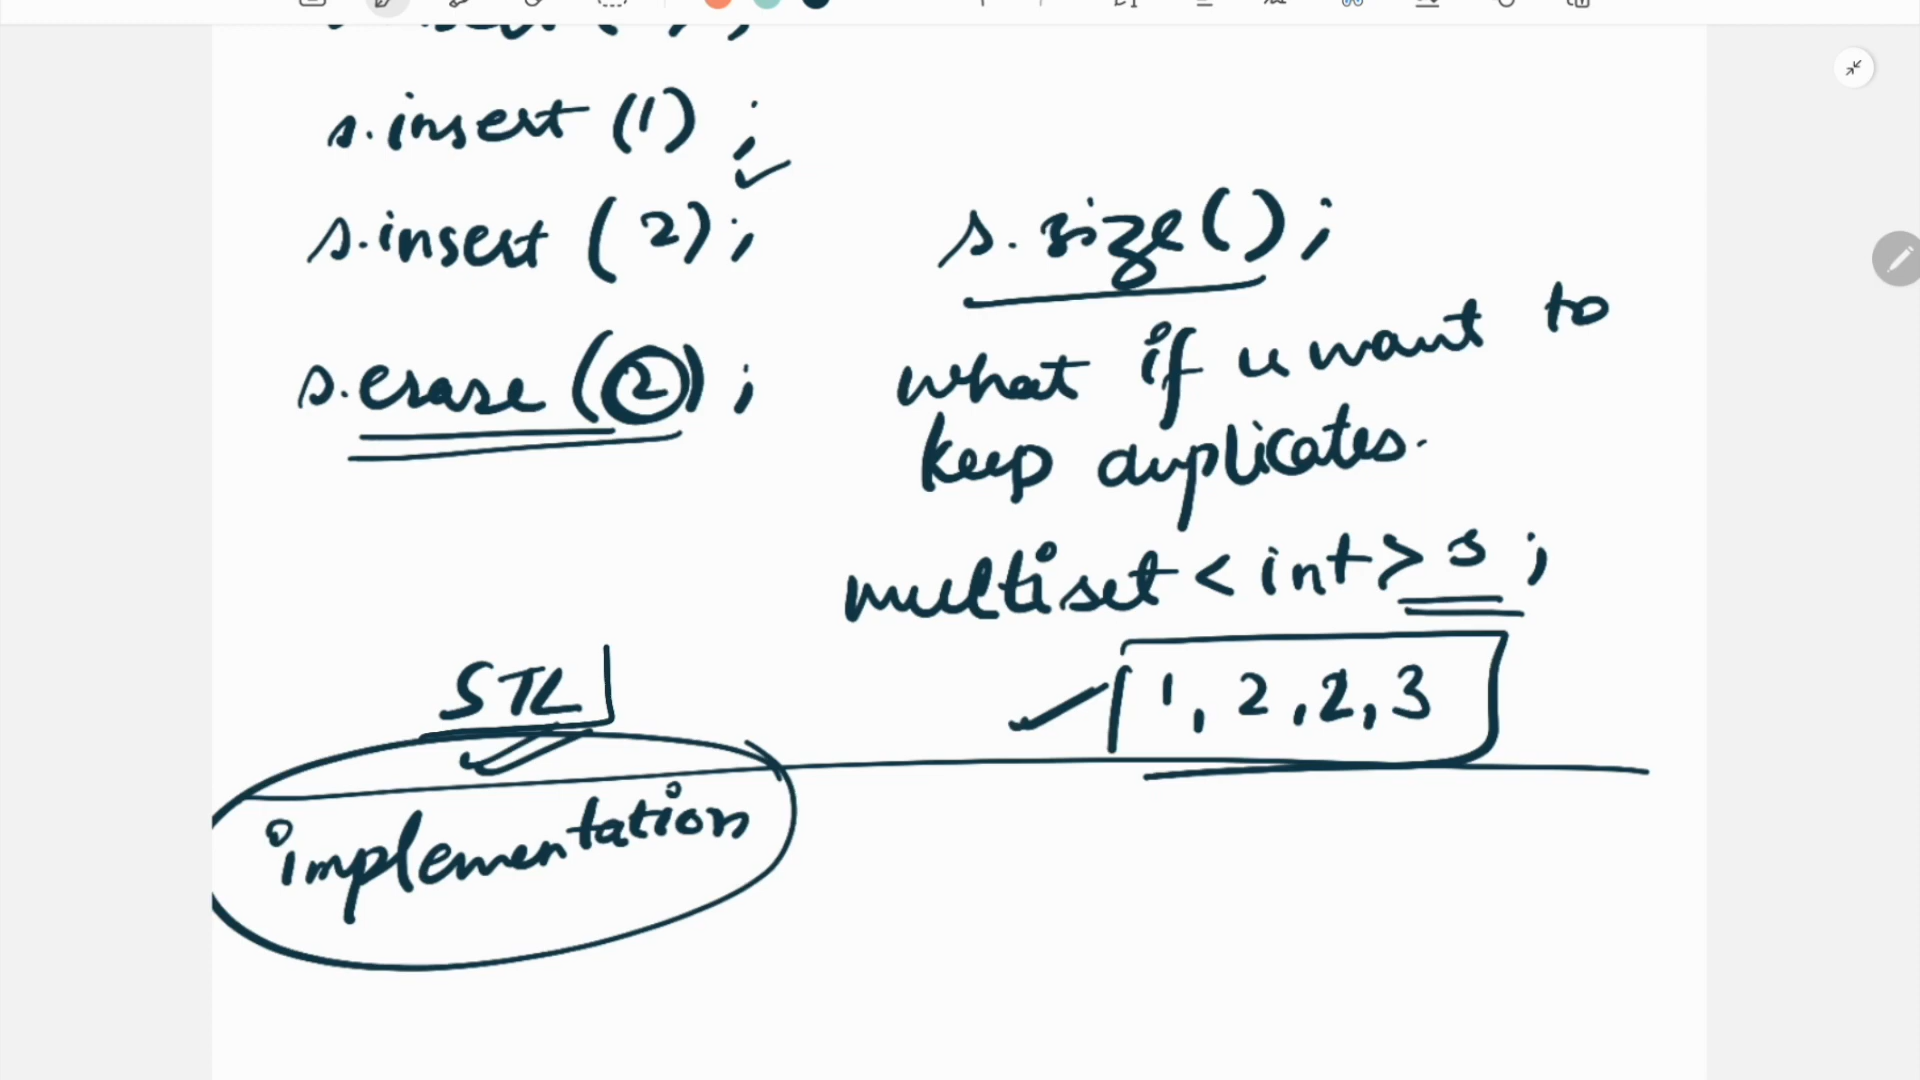 s.insert (1) ;
s.insert (2);
s.erase (2) ;
s.size();
what if u want to
keep duplicates.
multiset < int > s ;
1, 2, 2, 3
STL
implementation